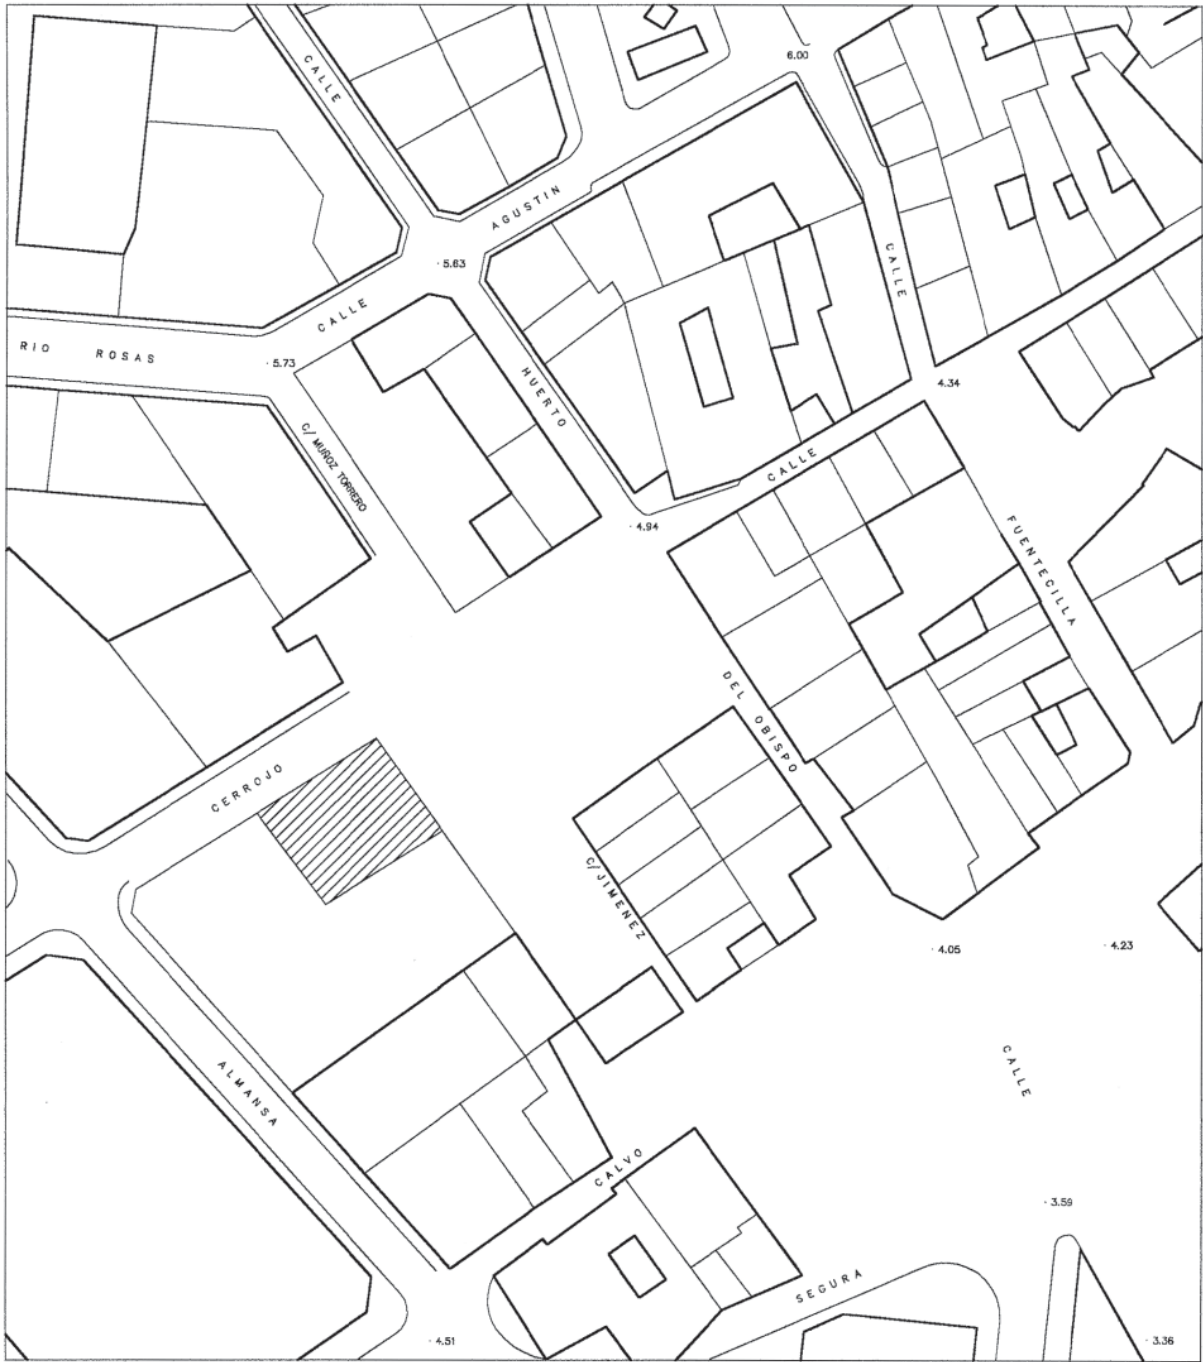 CALLE
6.00
AGUSTIN
5.63
CALLE
CALLE
RIO ROSAS
5.73
4.34
HUERTO
C/ MUÑOZ TORRERO
CALLE
4.94
FUENTECILLA
DEL OBISPO
CERROJO
C/JIMENEZ
4.05
4.23
CALLE
ALMANSA
CALVO
3.59
SEGURA
4.51
3.36